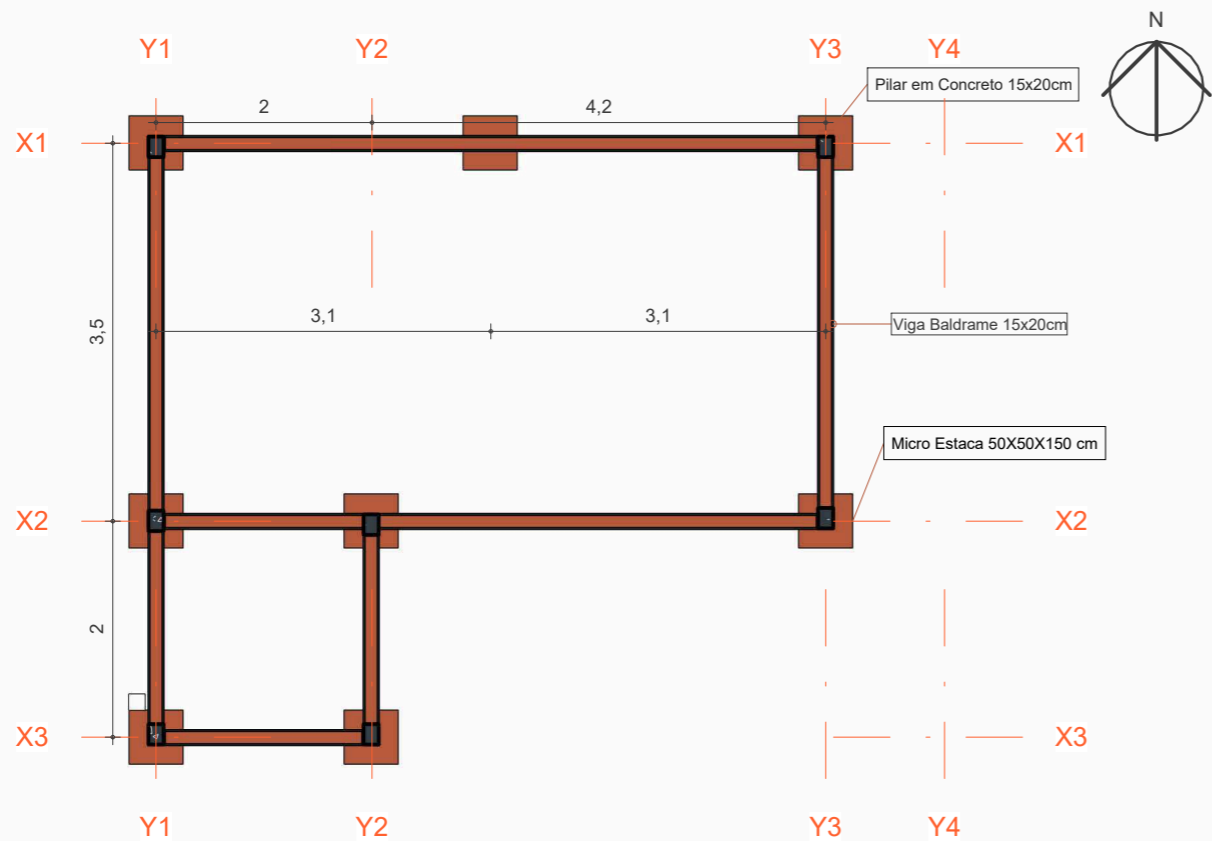 N
Y1
Y2
Y3
Y4
Pilar em Concreto 15x20cm
2
4,2
X1
X1
3,1
3,1
3,5
Viga Baldrame 15x20cm
Micro Estaca 50X50X150 cm
X2
X2
2
X3
X3
Y1
Y2
Y3
Y4